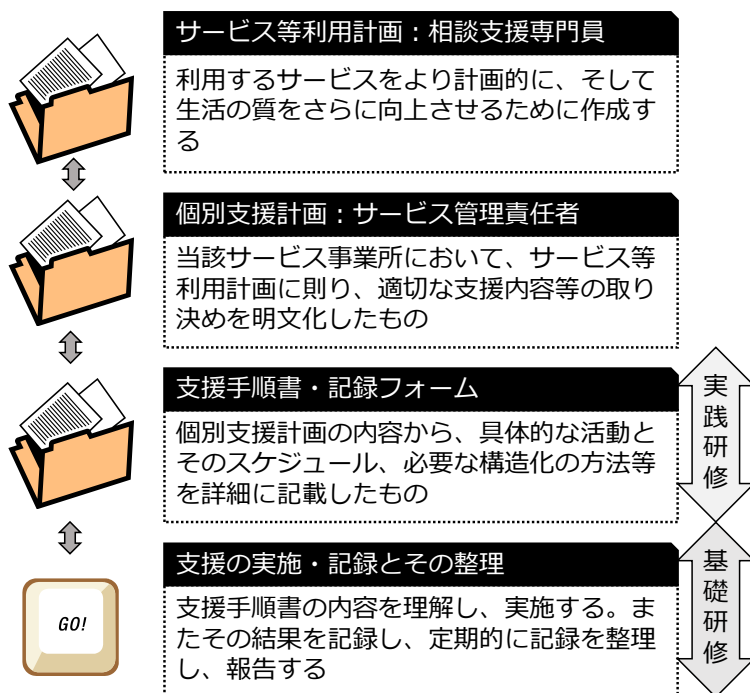 サービス等利用計画：相談支援専門員
利用するサービスをより計画的に、そして
生活の質をさらに向上させるために作成す
る
個別支援計画：サービス管理責任者
当該サービス事業所において、サービス等
利用計画に則り、適切な支援内容等の取り
決めを明文化したもの
支援手順書・記録フォーム
個別支援計画の内容から、具体的な活動と
そのスケジュール、必要な構造化の方法等
を詳細に記載したもの
実践研修
支援の実施・記録とその整理
GO!
支援手順書の内容を理解し、実施する。ま
たその結果を記録し、定期的に記録を整理
し、報告する
基礎研修